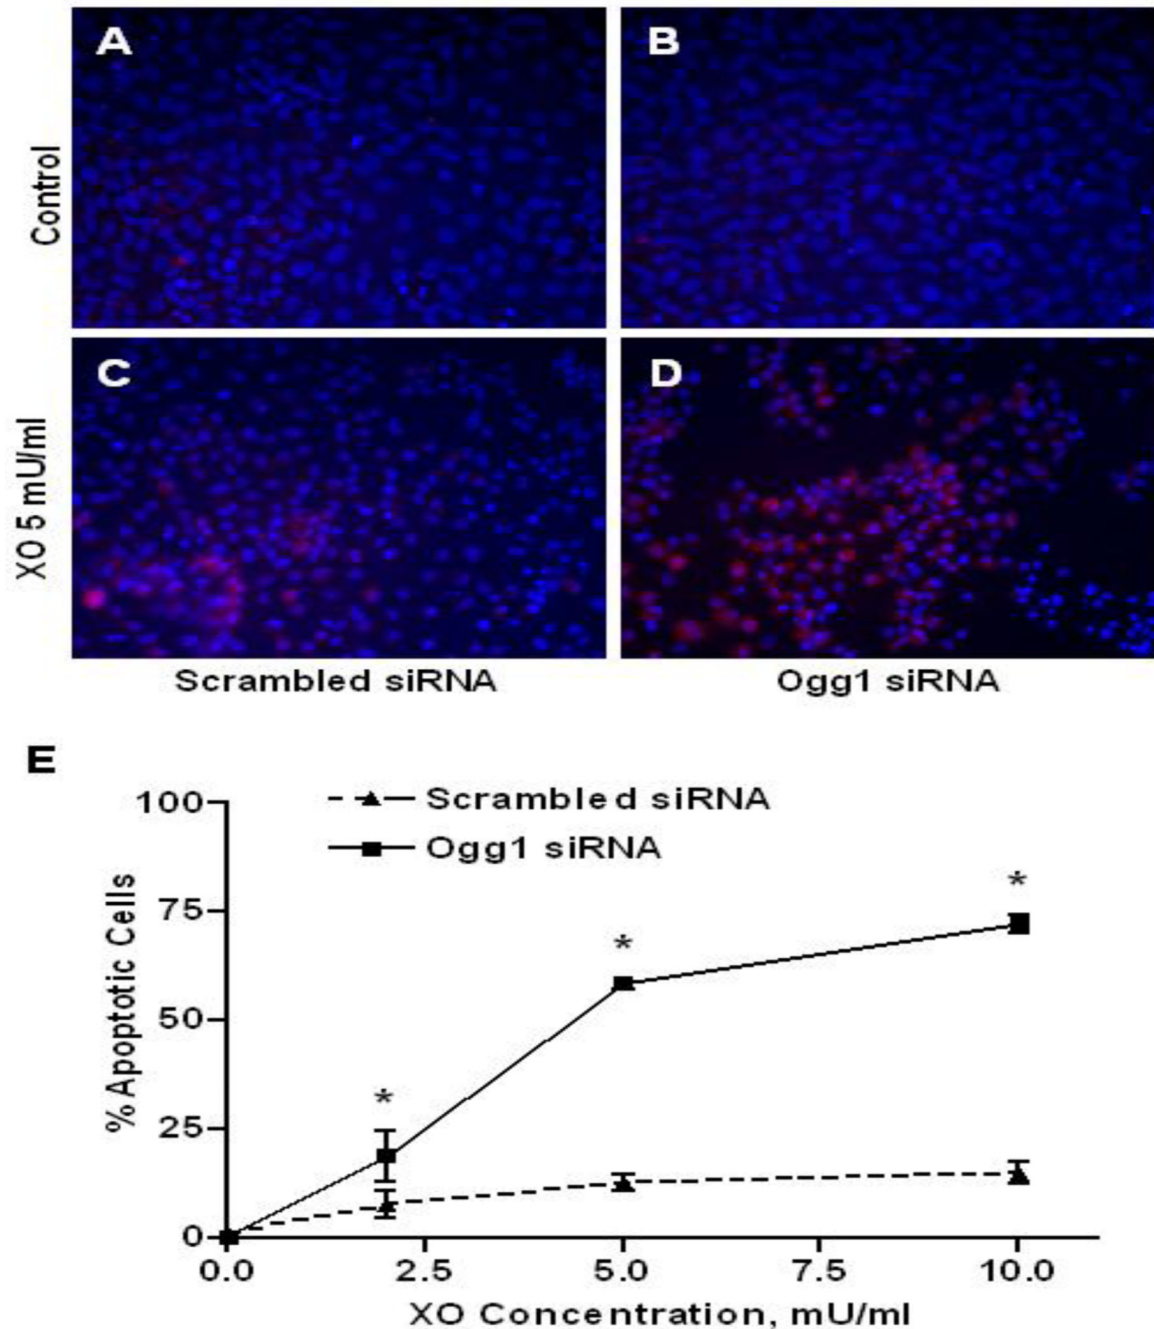 A
B
Control
C
D
XO 5 mU/ml
Scrambled siRNA
Ogg1 siRNA
E
Scrambled siRNA
Ogg1 siRNA
% Apoptotic Cells
100
75
50
25
0
*
*
*
0.0 2.5 5.0 7.5 10.0
XO Concentration, mU/ml